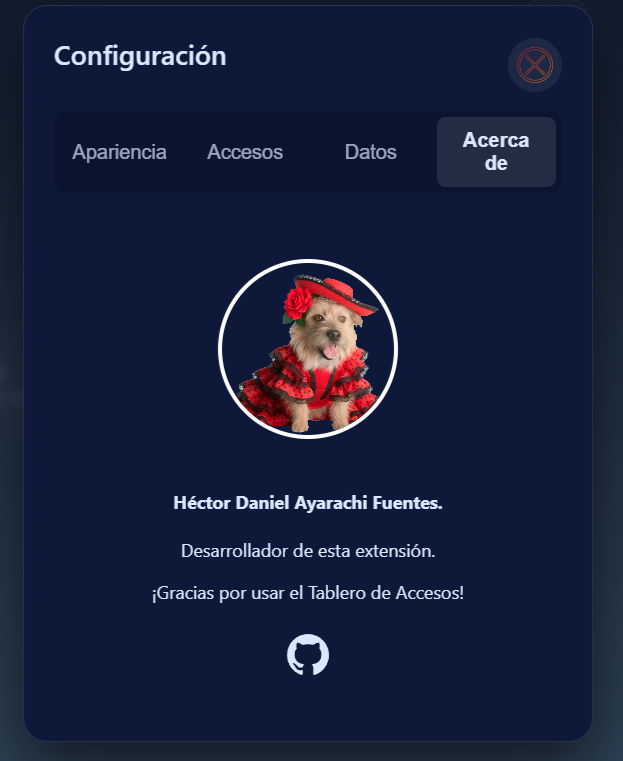 Configuración
Apariencia
Accesos
Datos
Acerca
de
Héctor Daniel Ayarachi Fuentes.
Desarrollador de esta extensión.
¡Gracias por usar el Tablero de Accesos!